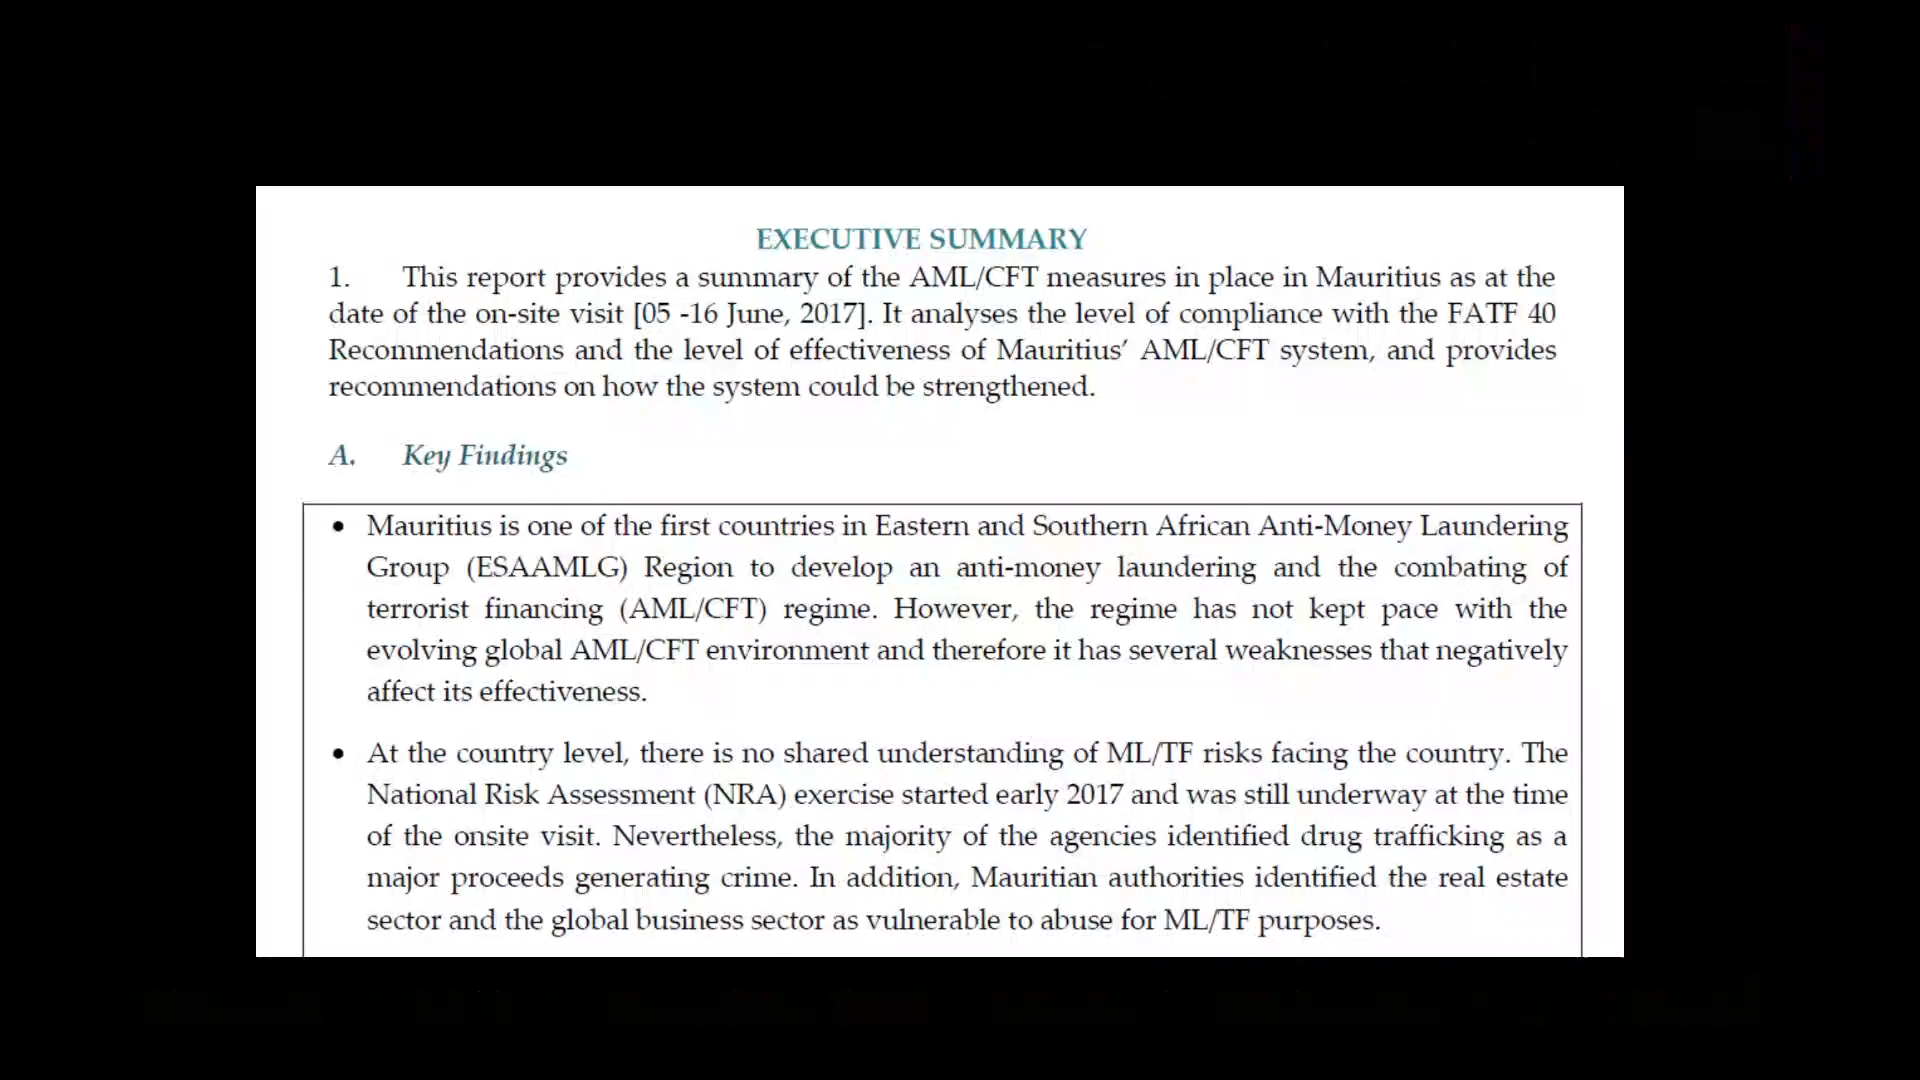 EXECUTIVE SUMMARY
1. This report provides a summary of the AML/CFT measures in place in Mauritius as at the
date of the on-site visit [05 -16 June, 2017]. It analyses the level of compliance with the FATF 40
Recommendations and the level of effectiveness of Mauritius’ AML/CFT system, and provides
recommendations on how the system could be strengthened.
A. Key Findings
• Mauritius is one of the first countries in Eastern and Southern African Anti-Money Laundering
Group (ESAAMLG) Region to develop an anti-money laundering and the combating of
terrorist financing (AML/CFT) regime. However, the regime has not kept pace with the
evolving global AML/CFT environment and therefore it has several weaknesses that negatively
affect its effectiveness.
• At the country level, there is no shared understanding of ML/TF risks facing the country. The
National Risk Assessment (NRA) exercise started early 2017 and was still underway at the time
of the onsite visit. Nevertheless, the majority of the agencies identified drug trafficking as a
major proceeds generating crime. In addition, Mauritian authorities identified the real estate
sector and the global business sector as vulnerable to abuse for ML/TF purposes.